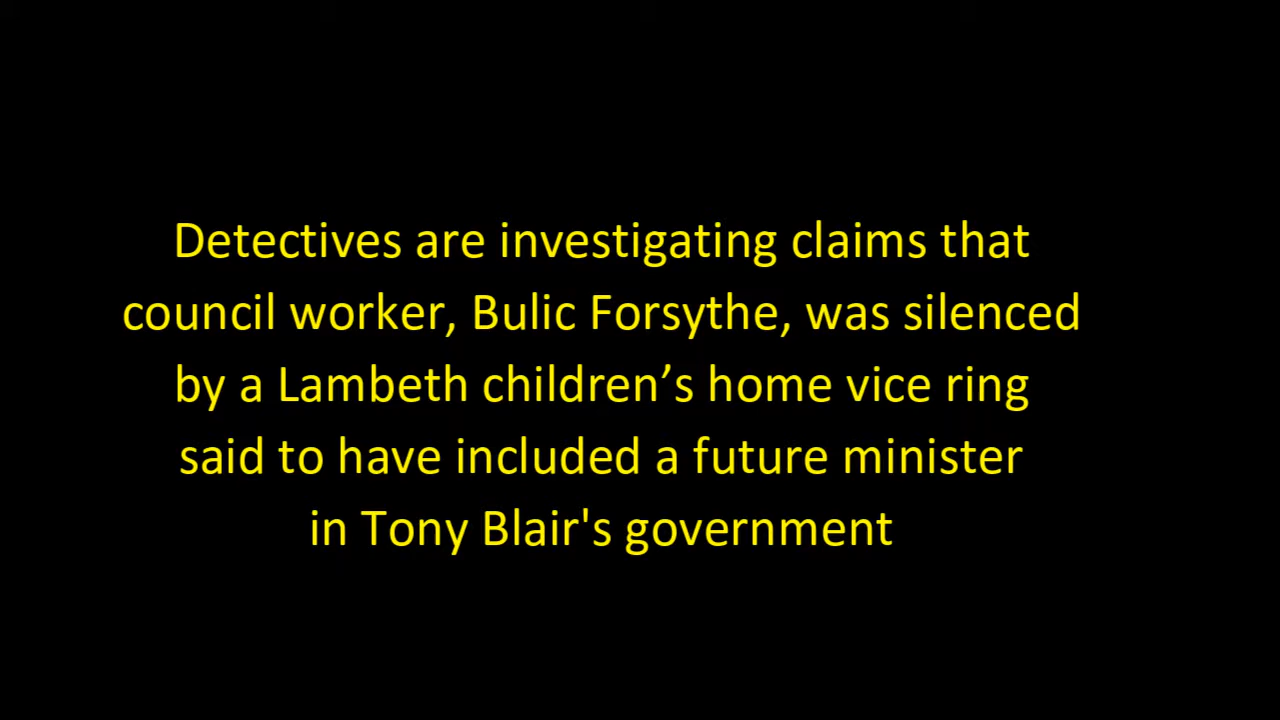 Detectives are investigating claims that
council worker, Bulic Forsythe, was silenced
by a Lambeth children’s home vice ring
said to have included a future minister
in Tony Blair's government